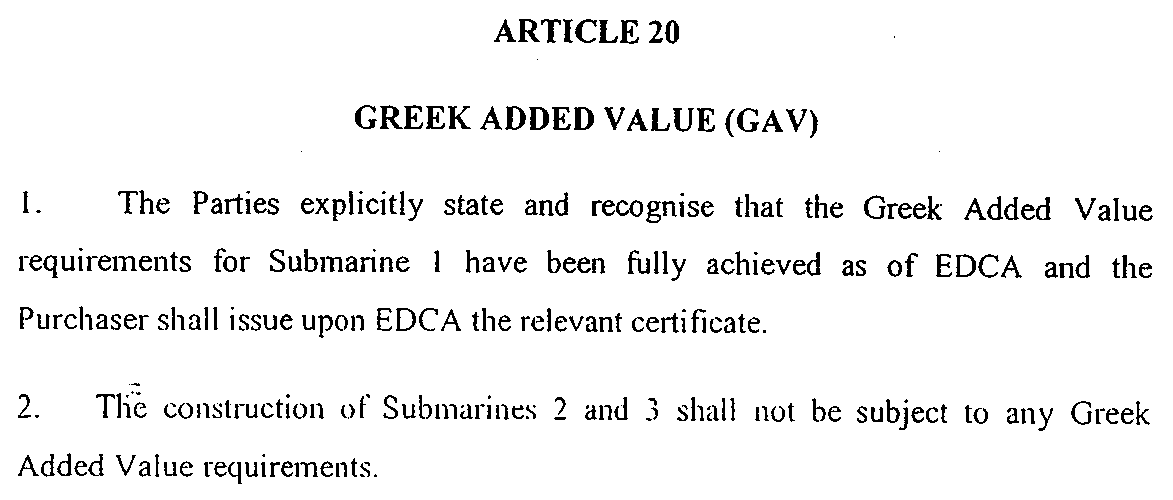 ARTICLE 20
GREEK ADDED VALUE (GAV)
1. The Parties explicitly state and recognise that the Greek Added Value
requirements for Submarine 1 have been fully achieved as of EDCA and the
Purchaser shall issue upon EDCA the relevant certificate.
2. The construction of Submarines 2 and 3 shall not be subject to any Greek
Added Value requirements.